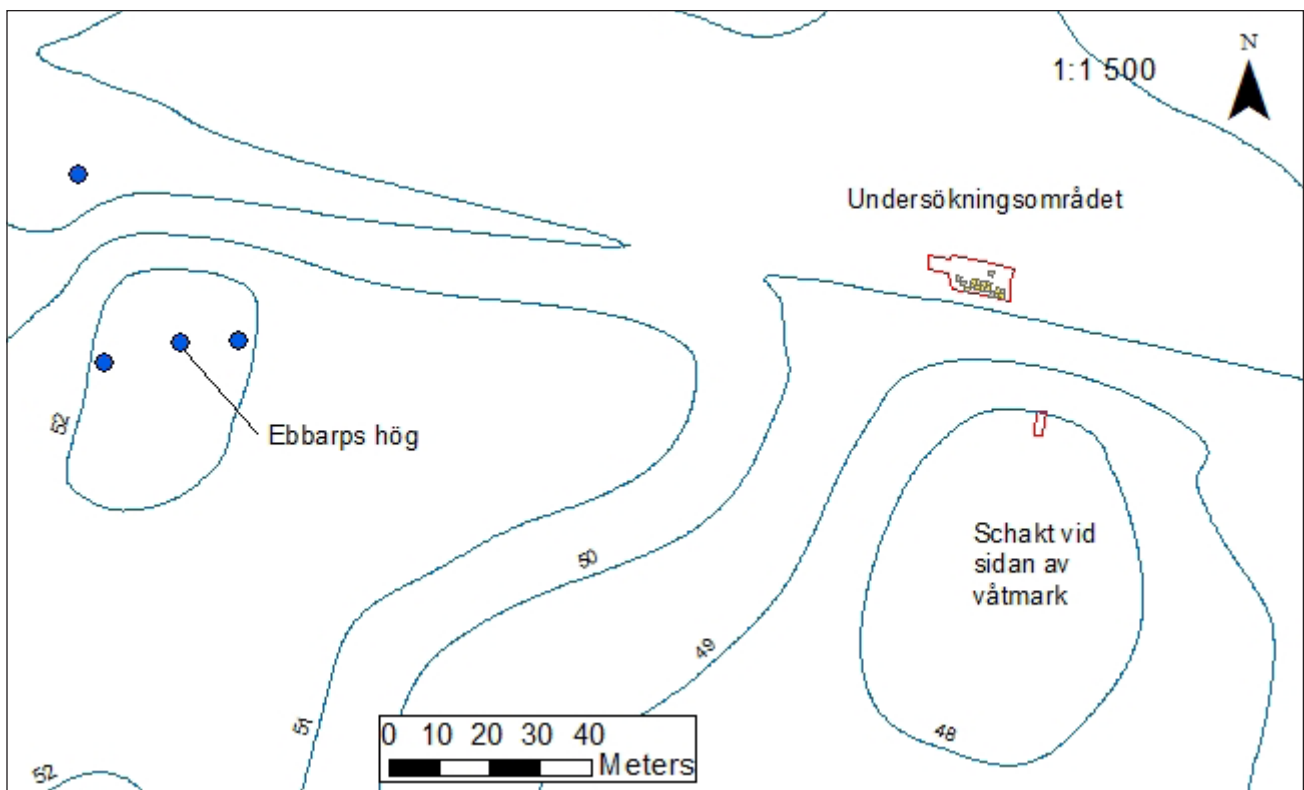 N
1:1 500
Undersökningsområdet
52
Ebbarps hög
50
Schakt vid
sidan av
våtmark
49
51
48
52
0 10 20 30 40
Meters